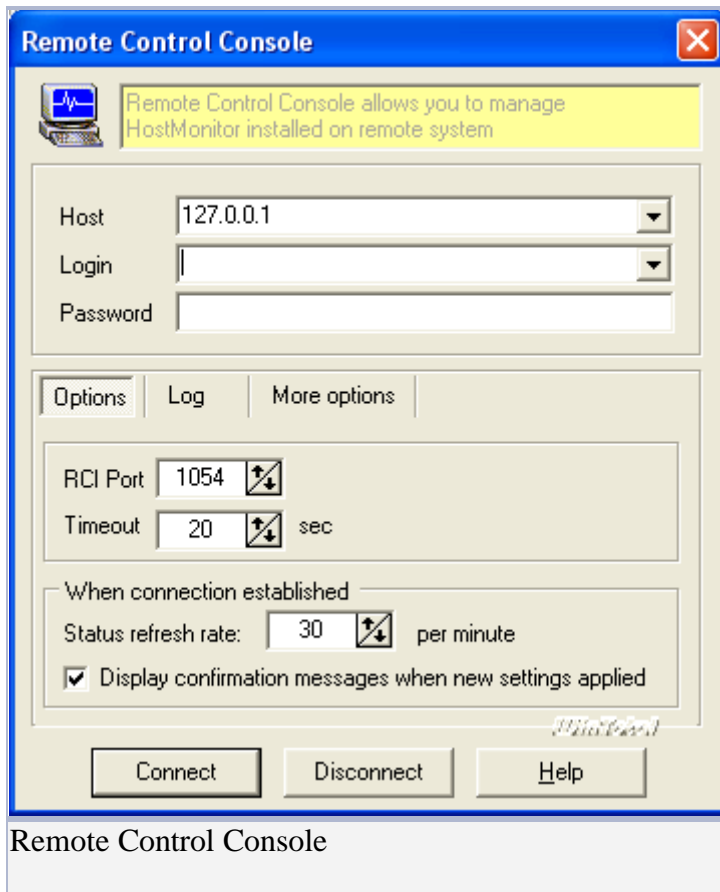 Remote Control Console
Remote Control Console allows you to manage
HostMonitor installed on remote system
Host 127.0.0.1
Login
Password
Options Log More options
RCI Port 1054
Timeout 20 sec
When connection established
Status refresh rate: 30 per minute
Display confirmation messages when new settings applied
Connect Disconnect Help
Remote Control Console